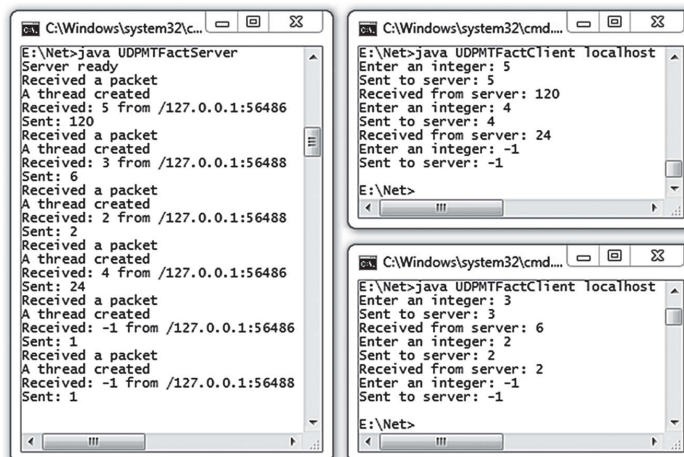 C:\Windows\system32\c...
E:\Net>java UDPMTFactServer
Server ready
Received a packet
A thread created
Received: 5 from /127.0.0.1:56486
Sent: 120
Received a packet
A thread created
Received: 3 from /127.0.0.1:56488
Sent: 6
Received a packet
A thread created
Received: 2 from /127.0.0.1:56488
Sent: 2
Received a packet
A thread created
Received: 4 from /127.0.0.1:56486
Sent: 24
Received a packet
A thread created
Received: -1 from /127.0.0.1:56486
Sent: 1
Received a packet
A thread created
Received: -1 from /127.0.0.1:56488
Sent: 1
C:\Windows\system32\cmd....
E:\Net>java UDPMTFactClient localhost
Enter an integer: 5
Sent to server: 5
Received from server: 120
Enter an integer: 4
Sent to server: 4
Received from server: 24
Enter an integer: -1
Sent to server: -1
E:\Net>
C:\Windows\system32\cmd....
E:\Net>java UDPMTFactClient localhost
Enter an integer: 3
Sent to server: 3
Received from server: 6
Enter an integer: 2
Sent to server: 2
Received from server: 2
Enter an integer: -1
Sent to server: -1
E:\Net>